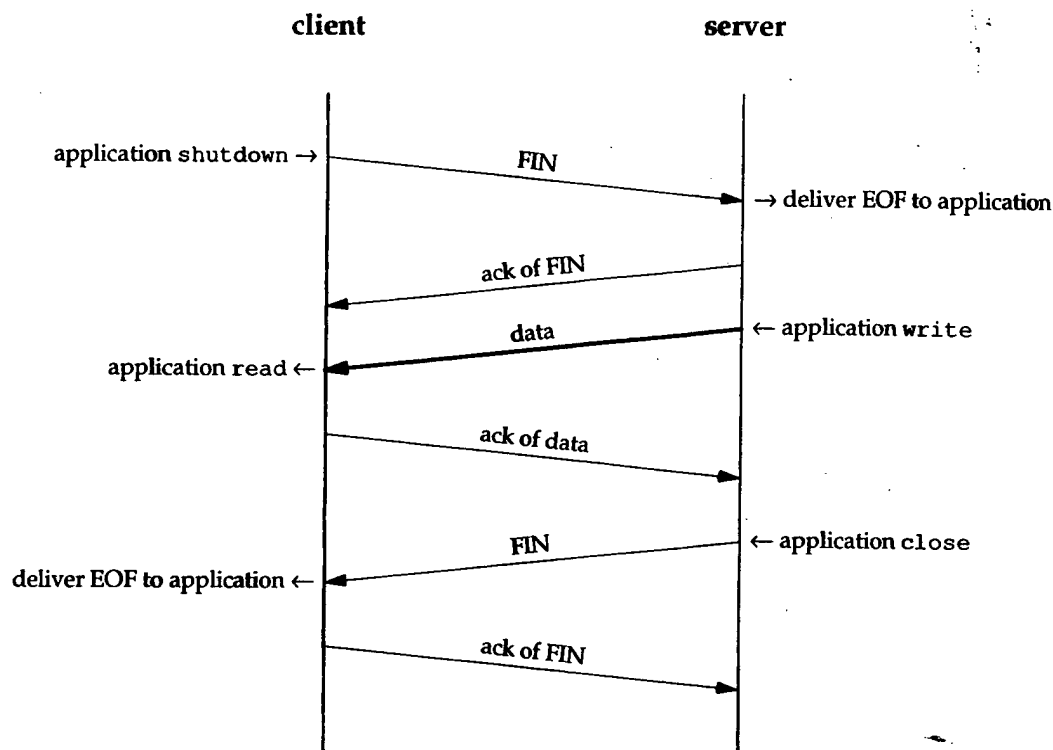 client server
application shutdown →
FIN
→ deliver EOF to application
ack of FIN
data
← application write
application read ←
ack of data
FIN
← application close
deliver EOF to application ←
ack of FIN